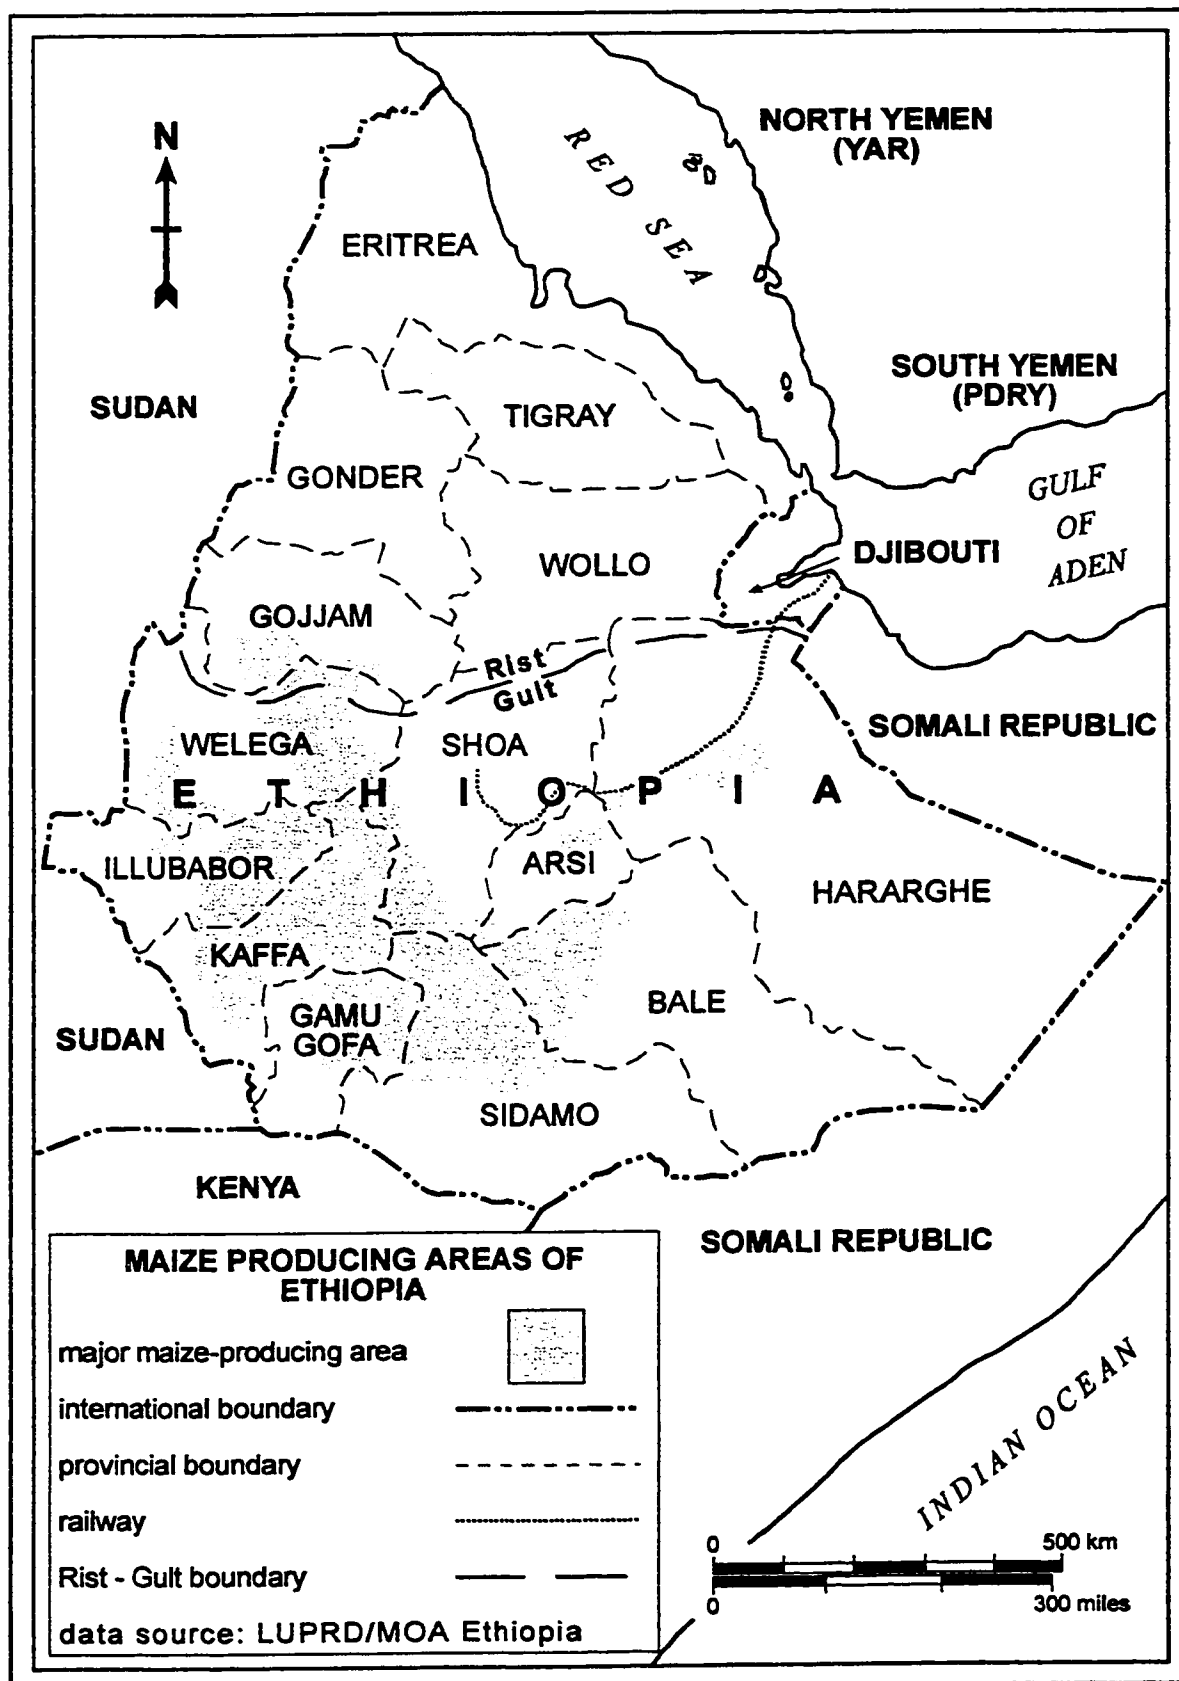 NORTH YEMEN
(YAR)
N
RED SEA
ERITREA
SOUTH YEMEN
(PDRY)
SUDAN
TIGRAY
GONDER
GULF
OF
ADEN
WOLLO
DJIBOUTI
GOJJAM
Rist
Gult
SOMALI REPUBLIC
WELEGA
SHOA
ETHIOPIA
ILLUBABOR
ARSI
HARARGHE
KAFFA
BALE
GAMU
GOFA
SUDAN
SIDAMO
KENYA
SOMALI REPUBLIC
MAIZE PRODUCING AREAS OF
ETHIOPIA
major maize-producing area
international boundary
provincial boundary
railway
Rist - Gult boundary
data source: LUPRD/MOA Ethiopia
INDIAN OCEAN
0 500 km
0 300 miles